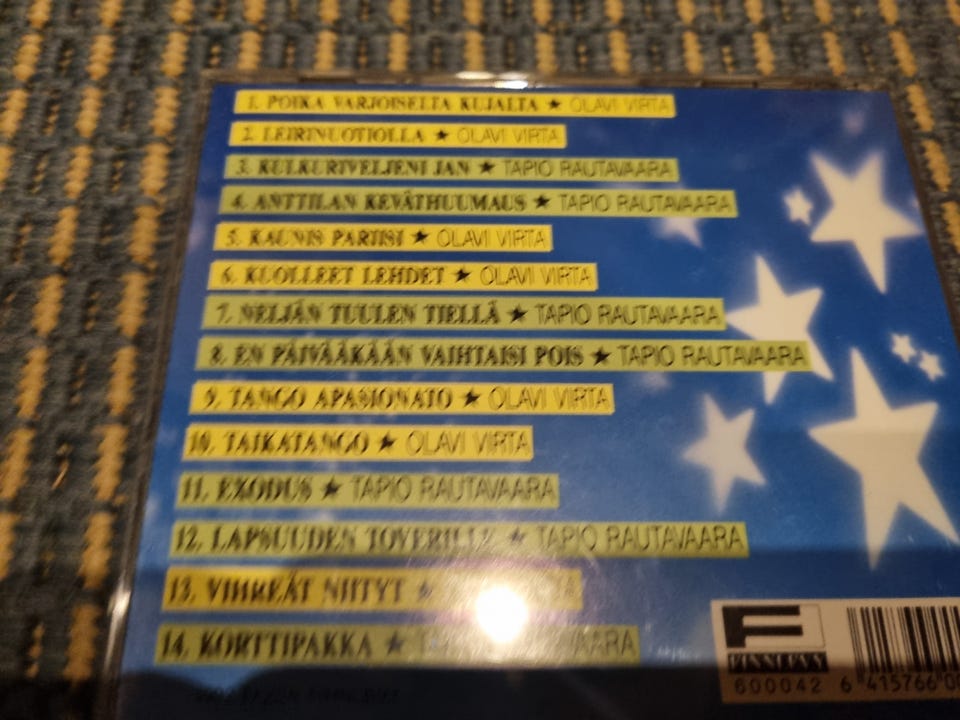 1. POIKA VARJOISELTA KUJALTA ★ OLAVI VIRTA
2. LEIRINUOTIOLLA ★ OLAVI VIRTA
3. KULKURIVELJENI JAN ★ TAPIO RAUTAVAARA
4. ANTTILAN KEVÄTHUUMAUS ★ TAPIO RAUTAVAARA
5. KAUNIS PARIISI ★ OLAVI VIRTA
6. KUOLLEET LEHDET ★ OLAVI VIRTA
7. NELJÄN TUULEN TIELLÄ ★ TAPIO RAUTAVAARA
8. EN PÄIVÄÄKÄÄN VAIHTAISI POIS ★ TAPIO RAUTAVAARA
9. TANGO APASIONATO ★ OLAVI VIRTA
10. TAIKATANGO ★ OLAVI VIRTA
11. EXODUS ★ TAPIO RAUTAVAARA
12. LAPSUUDEN TOVERILLE ★ TAPIO RAUTAVAARA
13. VIHREÄT NIITYT ★
14. KORTTIPAKKA ★
F
FINNLEVY
600042 6 415766